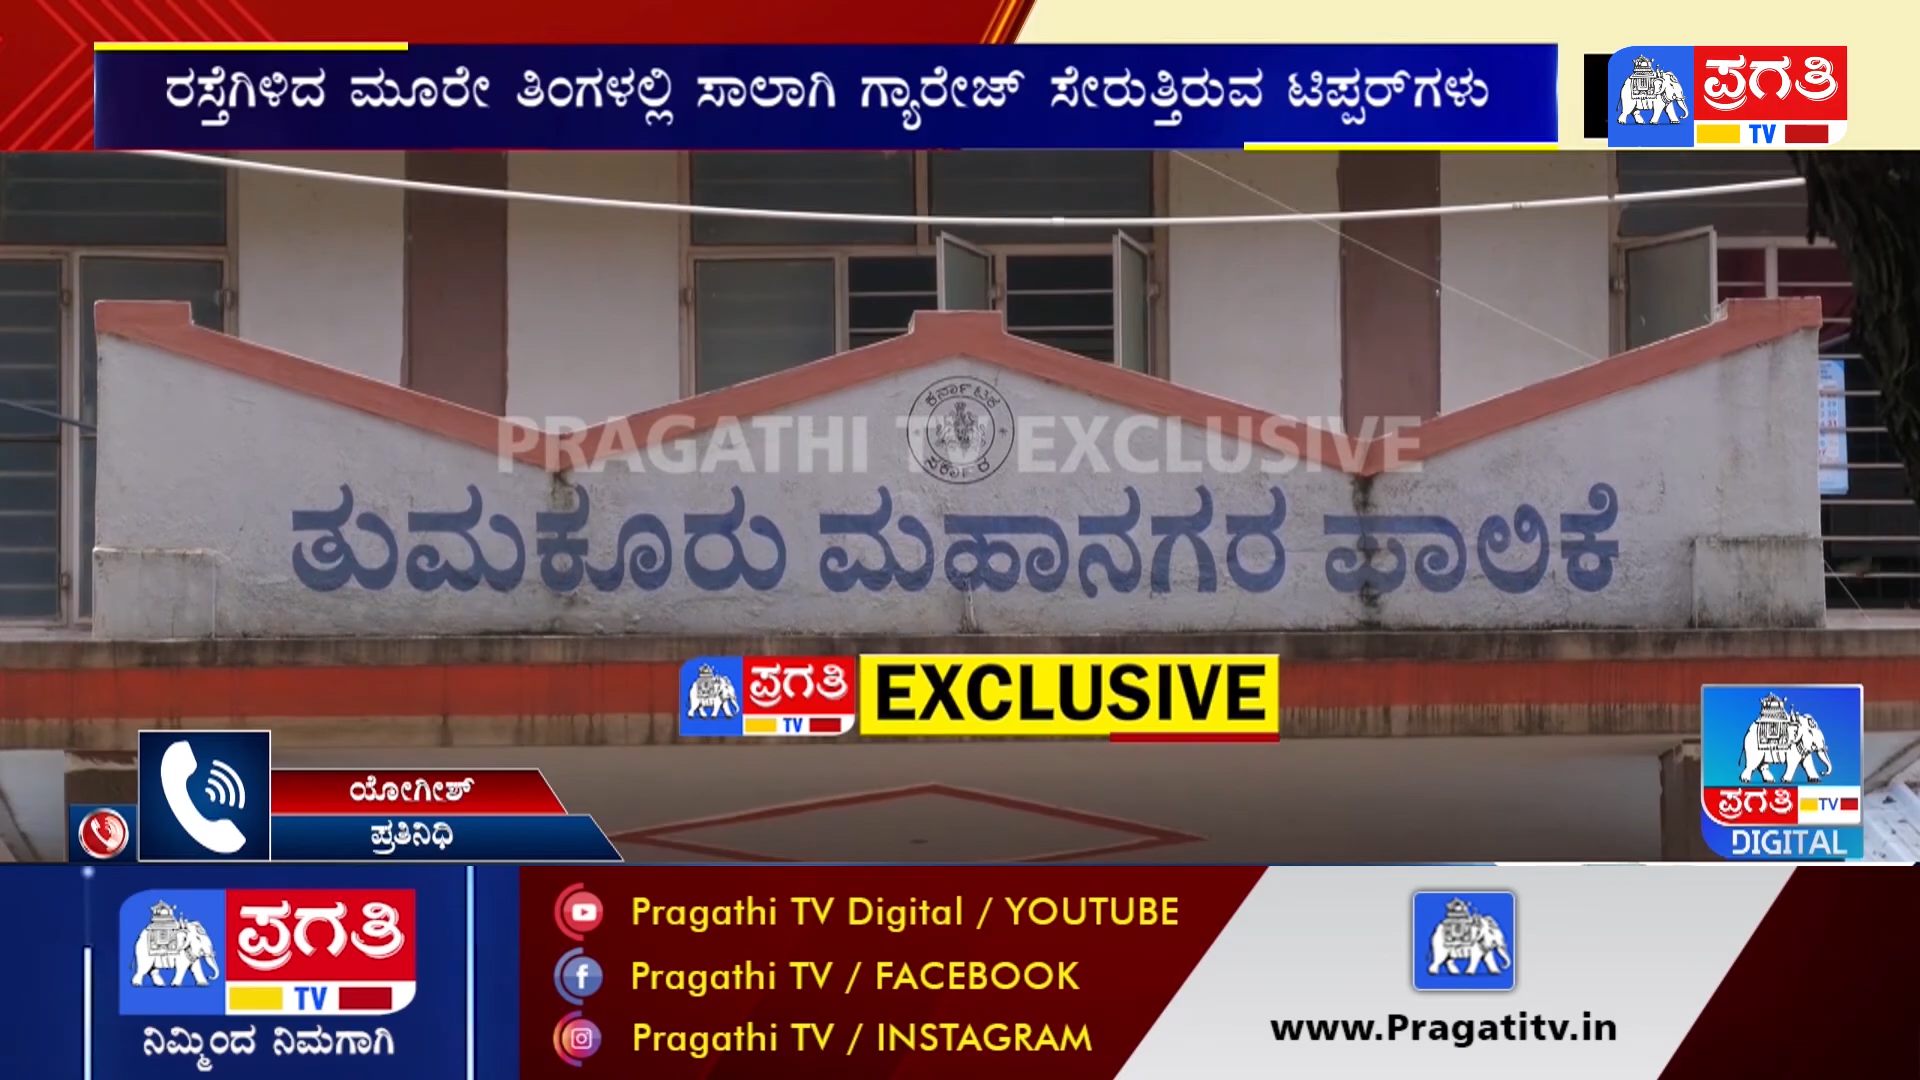 ರಸ್ತೆಗಿಳಿದ ಮೂರೇ ತಿಂಗಳಲ್ಲಿ ಸಾಲಾಗಿ ಗ್ಯಾರೇಜ್ ಸೇರುತ್ತಿರುವ ಟಿಪ್ಪರ್‌ಗಳು
ಪ್ರಗತಿ
TV
ಕರ್ನಾಟಕ
ಸರ್ಕಾರ
PRAGATHI TV EXCLUSIVE
ತುಮಕೂರು ಮಹಾನಗರ ಪಾಲಿಕೆ
ಪ್ರಗತಿ
TV
EXCLUSIVE
ಯೋಗೀಶ್
ಪ್ರತಿನಿಧಿ
ಪ್ರಗತಿ
TV
DIGITAL
ಪ್ರಗತಿ
TV
ನಿಮ್ಮಿಂದ ನಿಮಗಾಗಿ
Pragathi TV Digital / YOUTUBE
Pragathi TV / FACEBOOK
Pragathi TV / INSTAGRAM
www.Pragatitv.in